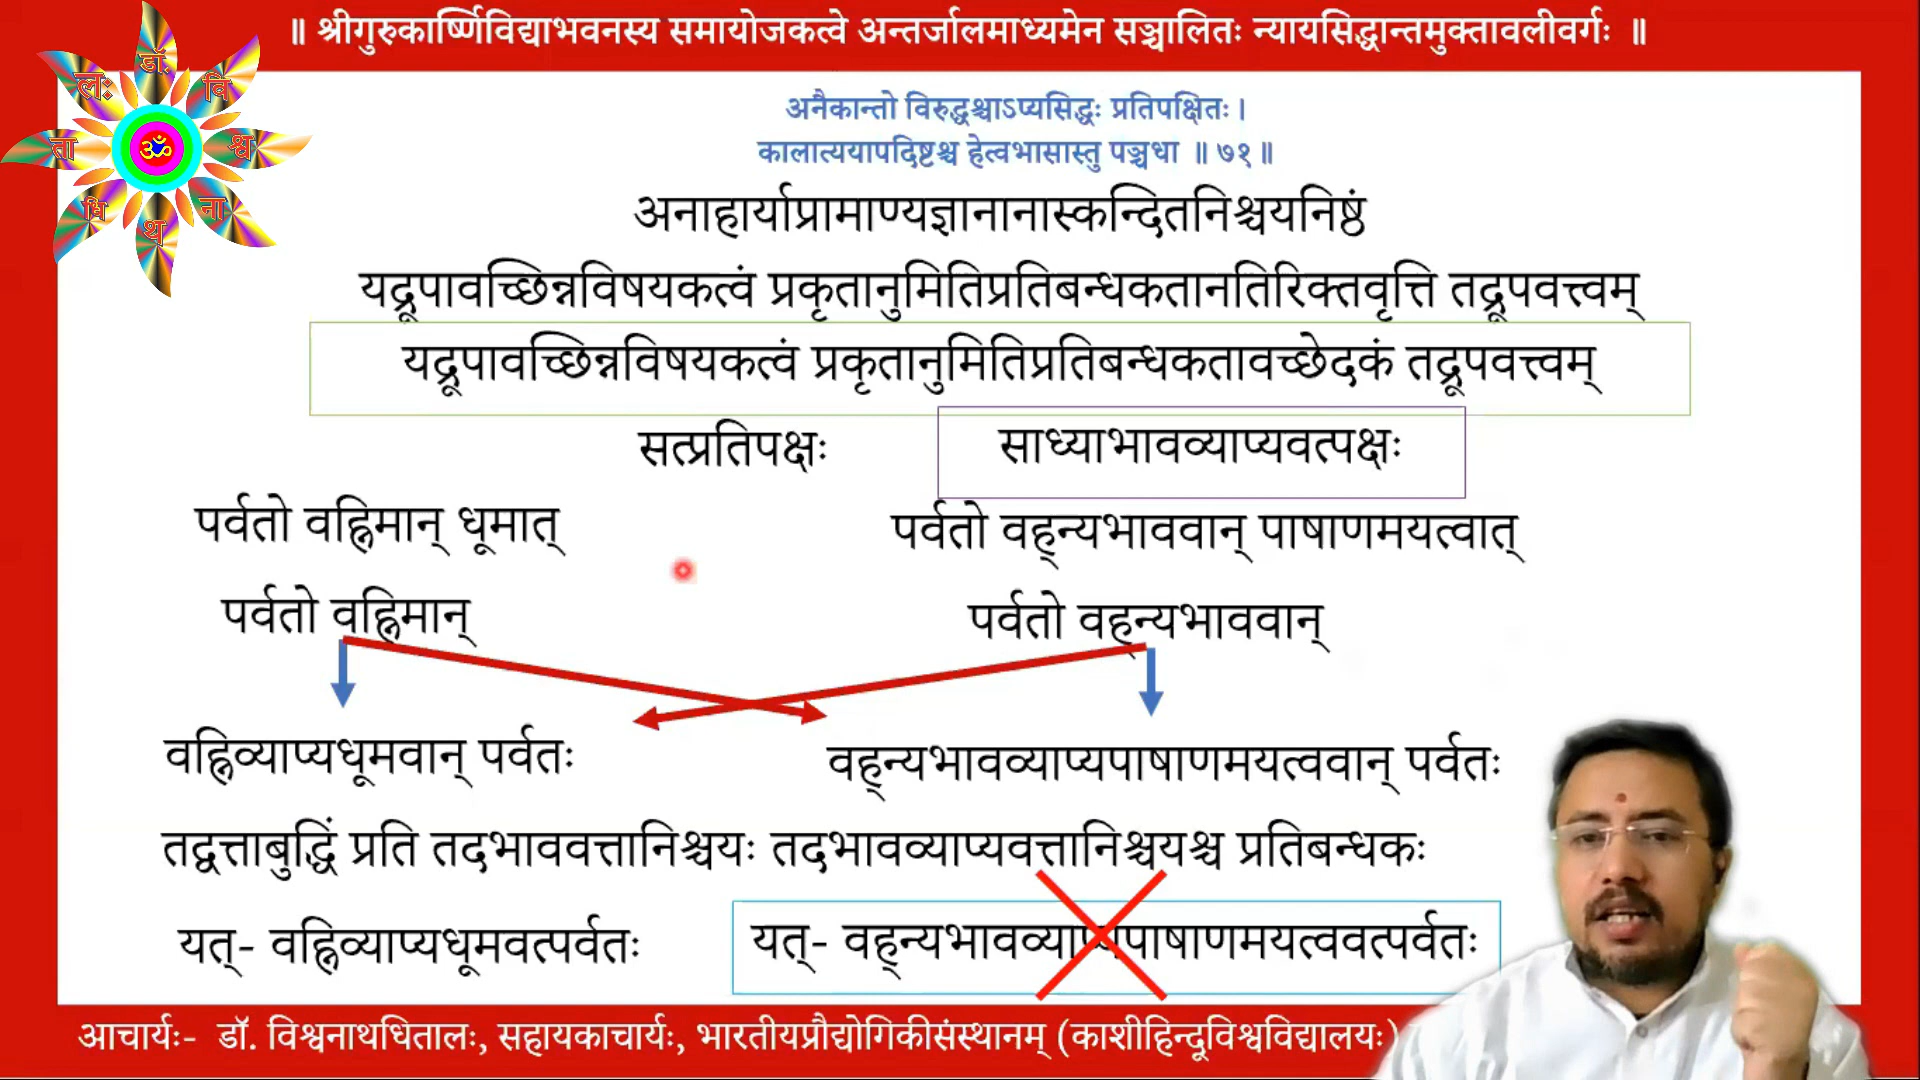 ॥ श्रीगुरुकार्ष्णिविद्याभवनस्य समायोजकत्वे अन्तर्जालमाध्यमेन सञ्चालितः न्यायसिद्धान्तमुक्तावलीवर्गः ॥
डॉ. वि श्व ना थ धि ता लः
ॐ
अनैकान्तो विरुद्धश्चाऽप्यसिद्धः प्रतिपक्षितः।
कालात्ययापदिष्टश्च हेत्वभासास्तु पञ्चधा ॥७१॥
अनाहार्याप्रामाण्यज्ञानानास्कन्दितनिश्चयनिष्ठं
यद्रूपावच्छिन्नविषयकत्वं प्रकृतानुमितिप्रतिबन्धकतानतिरिक्तवृत्ति तद्रूपवत्त्वम्
यद्रूपावच्छिन्नविषयकत्वं प्रकृतानुमितिप्रतिबन्धकतावच्छेदकं तद्रूपवत्त्वम्
सत्प्रतिपक्षः साध्याभावव्याप्यवत्पक्षः
पर्वतो वह्निमान् धूमात् पर्वतो वह्न्यभाववान् पाषाणमयत्वात्
पर्वतो वह्निमान् पर्वतो वह्न्यभाववान्
वह्निव्याप्यधूमवान् पर्वतः वह्न्यभावव्याप्यपाषाणमयत्ववान् पर्वतः
तद्वत्ताबुद्धिं प्रति तदभाववत्तानिश्चयः तदभावव्याप्यवत्तानिश्चयश्च प्रतिबन्धकः
यत्- वह्निव्याप्यधूमवत्पर्वतः यत्- वह्न्यभावव्याप्यपाषाणमयत्ववत्पर्वतः
आचार्यः- डॉ. विश्वनाथधितालः, सहायकाचार्यः, भारतीयप्रौद्योगिकीसंस्थानम् (काशीहिन्दूविश्वविद्यालयः)